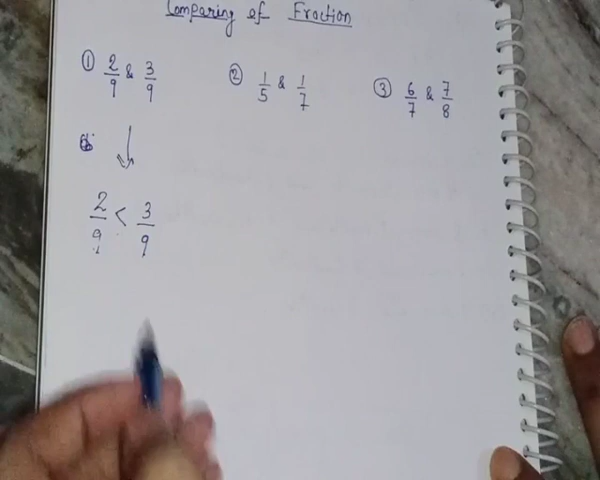 Comparing of Fraction
① 2/9 & 3/9 ② 1/5 & 1/7 ③ 6/7 & 7/8
2/9 < 3/9